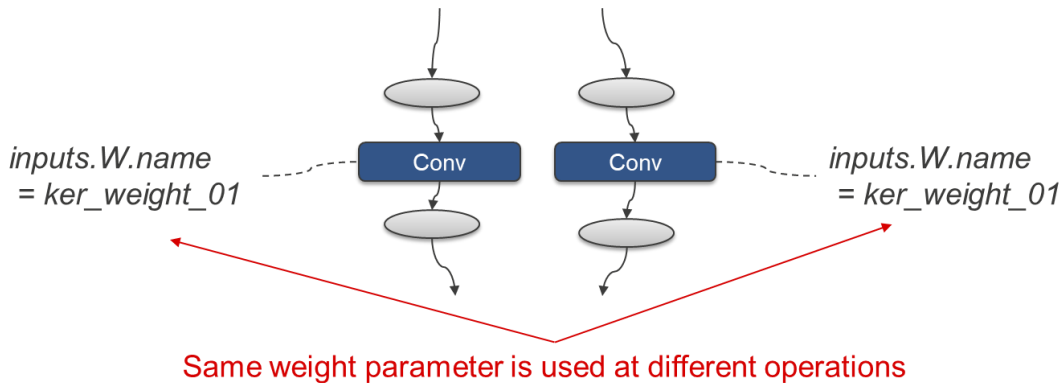 Conv
Conv
inputs.W.name
= ker_weight_01
inputs.W.name
= ker_weight_01
Same weight parameter is used at different operations